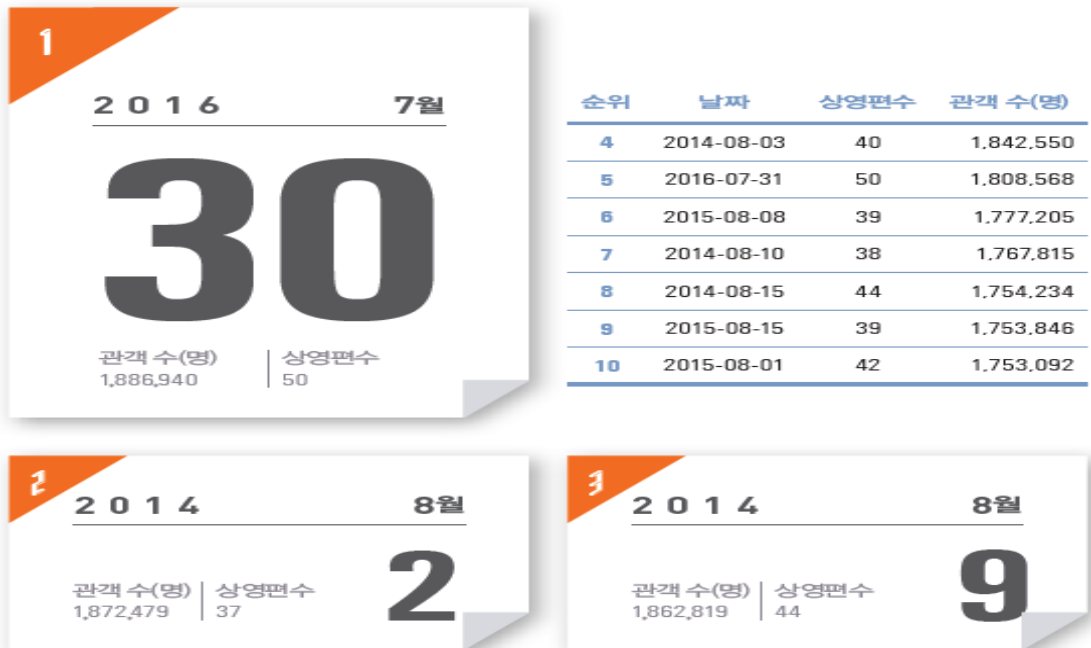 1
2016 7월
30
관객 수(명) 상영편수
1,886,940 50
순위 날짜 상영편수 관객 수(명)
4 2014-08-03 40 1,842,550
5 2016-07-31 50 1,808,568
6 2015-08-08 39 1,777,205
7 2014-08-10 38 1,767,815
8 2014-08-15 44 1,754,234
9 2015-08-15 39 1,753,846
10 2015-08-01 42 1,753,092
2
2014 8월
2
관객 수(명) 상영편수
1,872,479 37
3
2014 8월
9
관객 수(명) 상영편수
1,862,819 44